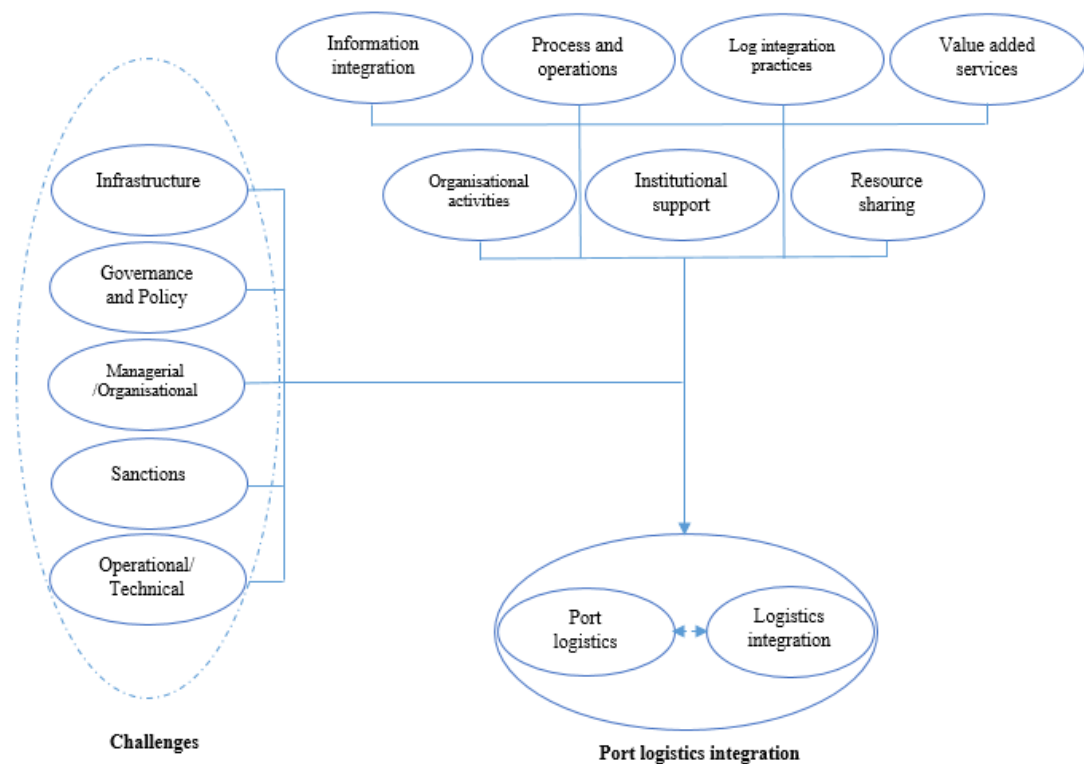 Information
integration
Process and
operations
Log integration
practices
Value added
services
Organisational
activities
Institutional
support
Resource
sharing
Infrastructure
Governance
and Policy
Managerial
/Organisational
Sanctions
Operational/
Technical
Port
logistics
Logistics
integration
Challenges
Port logistics integration